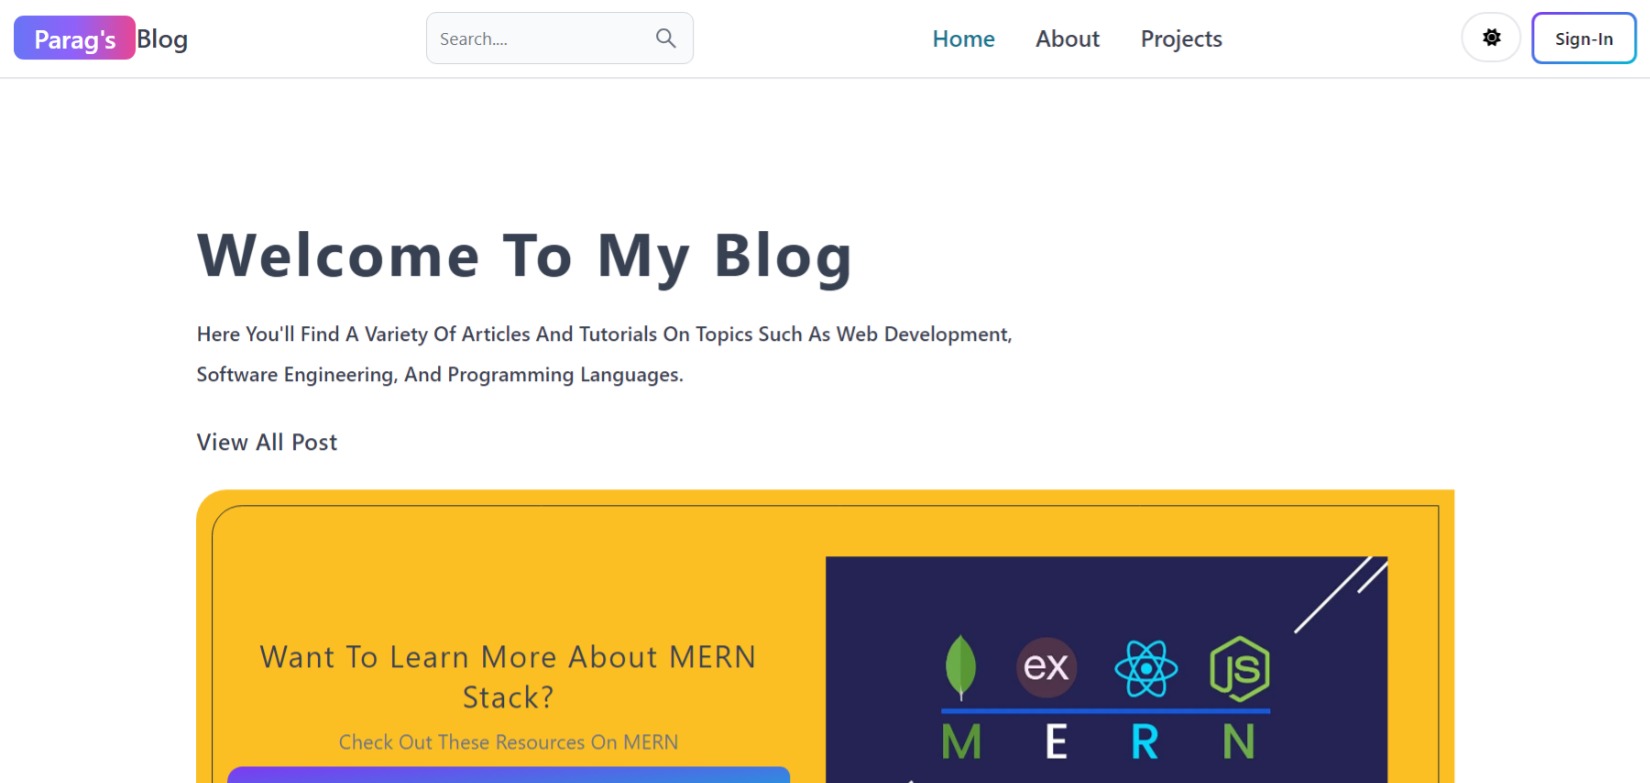 Parag's Blog
Search....
Home About Projects
Sign-In
Welcome To My Blog
Here You'll Find A Variety Of Articles And Tutorials On Topics Such As Web Development,
Software Engineering, And Programming Languages.
View All Post
Want To Learn More About MERN
Stack?
Check Out These Resources On MERN
ex JS
M E R N